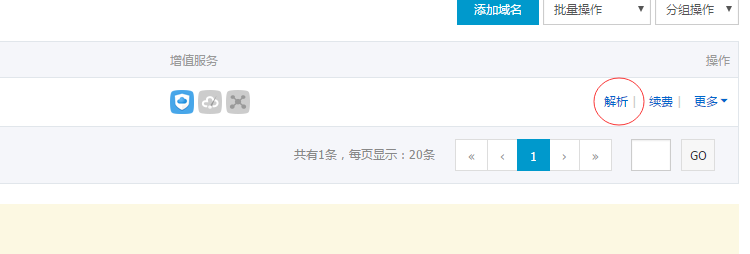 添加域名 批量操作 分组操作
增值服务 操作
解析 | 续费 | 更多
共有1条，每页显示：20条 « ‹ 1 › » GO